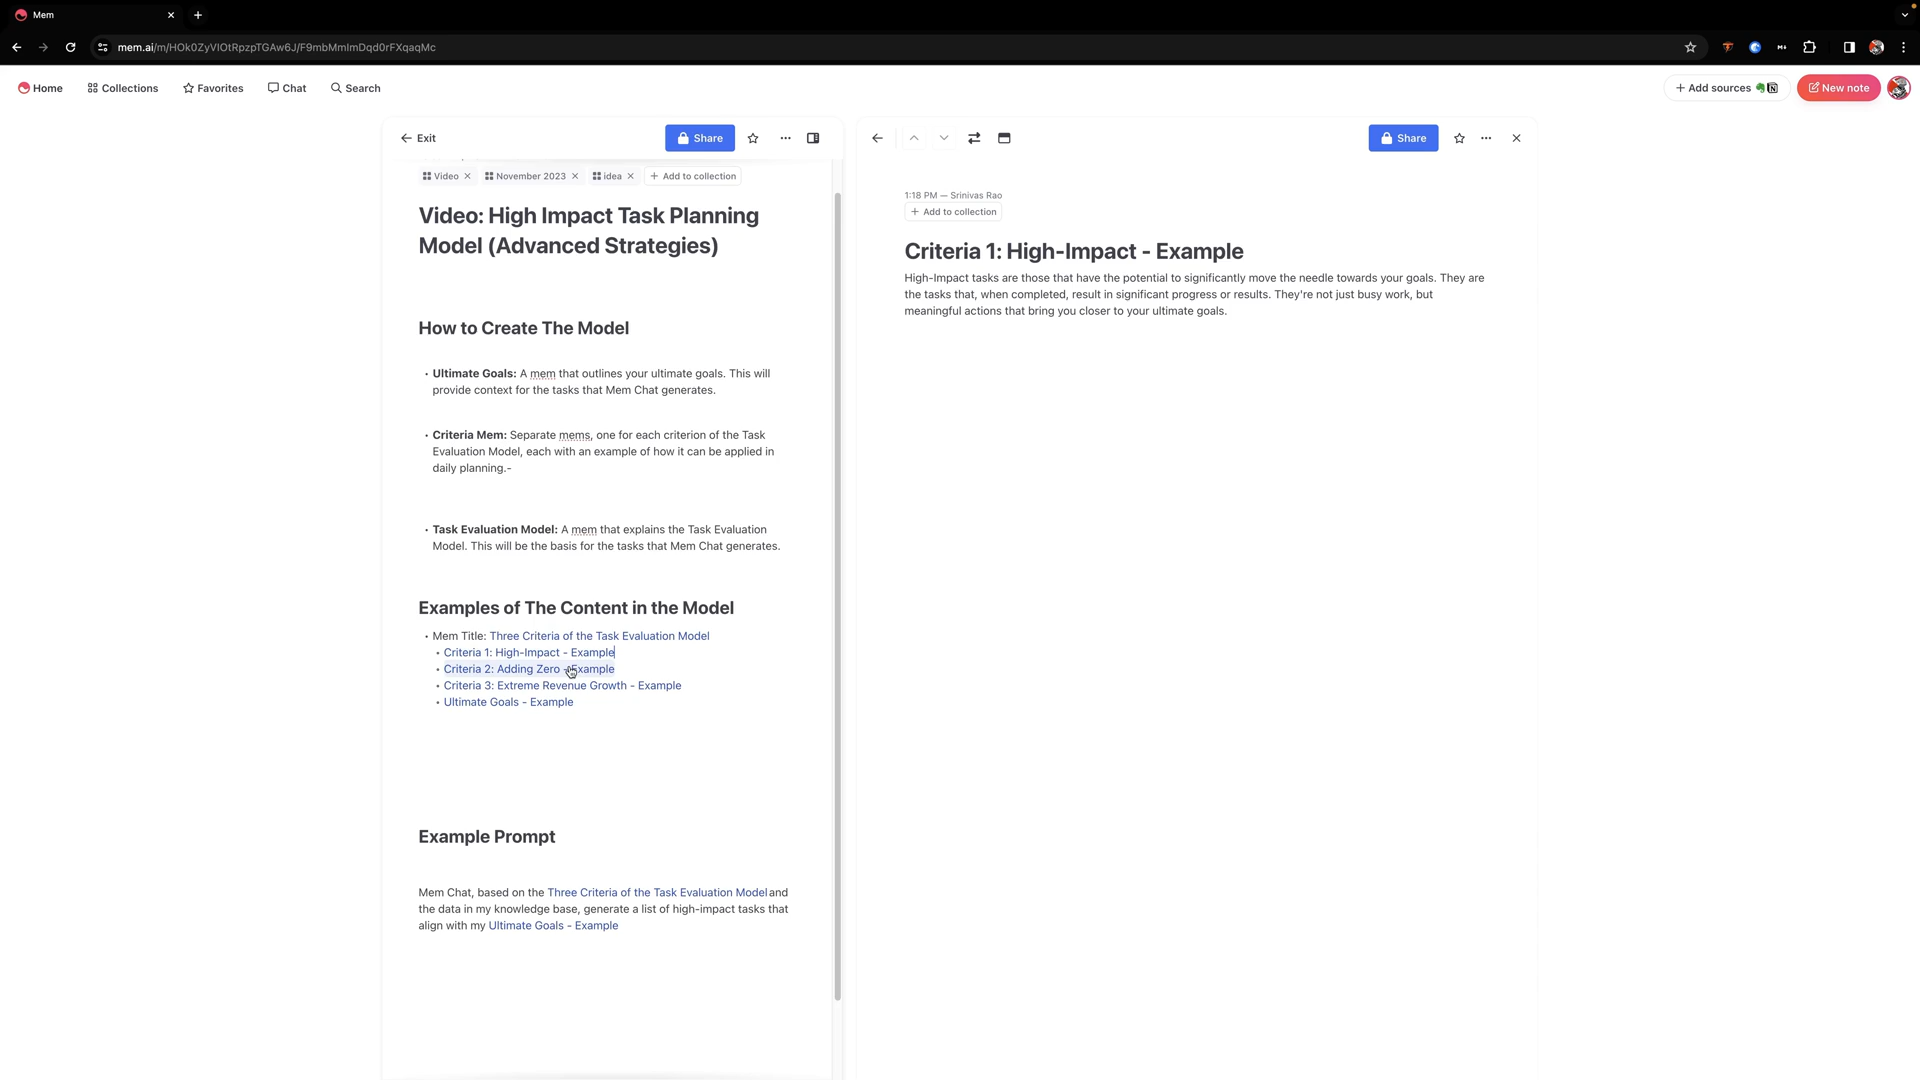 Mem
mem.ai/m/HOk0ZyVIOtRpzpTGAw6J/F9mbMmImDqd0rFXqaqMc
Home
Collections
Favorites
Chat
Search
Add sources
New note
Exit
Share
Video
November 2023
idea
Add to collection
Video: High Impact Task Planning
Model (Advanced Strategies)
How to Create The Model
• Ultimate Goals: A mem that outlines your ultimate goals. This will
provide context for the tasks that Mem Chat generates.
• Criteria Mem: Separate mems, one for each criterion of the Task
Evaluation Model, each with an example of how it can be applied in
daily planning.-
• Task Evaluation Model: A mem that explains the Task Evaluation
Model. This will be the basis for the tasks that Mem Chat generates.
Examples of The Content in the Model
• Mem Title: Three Criteria of the Task Evaluation Model
• Criteria 1: High-Impact - Example
• Criteria 2: Adding Zero - Example
• Criteria 3: Extreme Revenue Growth - Example
• Ultimate Goals - Example
Example Prompt
Mem Chat, based on the Three Criteria of the Task Evaluation Model and
the data in my knowledge base, generate a list of high-impact tasks that
align with my Ultimate Goals - Example
Share
1:18 PM — Srinivas Rao
Add to collection
Criteria 1: High-Impact - Example
High-Impact tasks are those that have the potential to significantly move the needle towards your goals. They are
the tasks that, when completed, result in significant progress or results. They're not just busy work, but
meaningful actions that bring you closer to your ultimate goals.